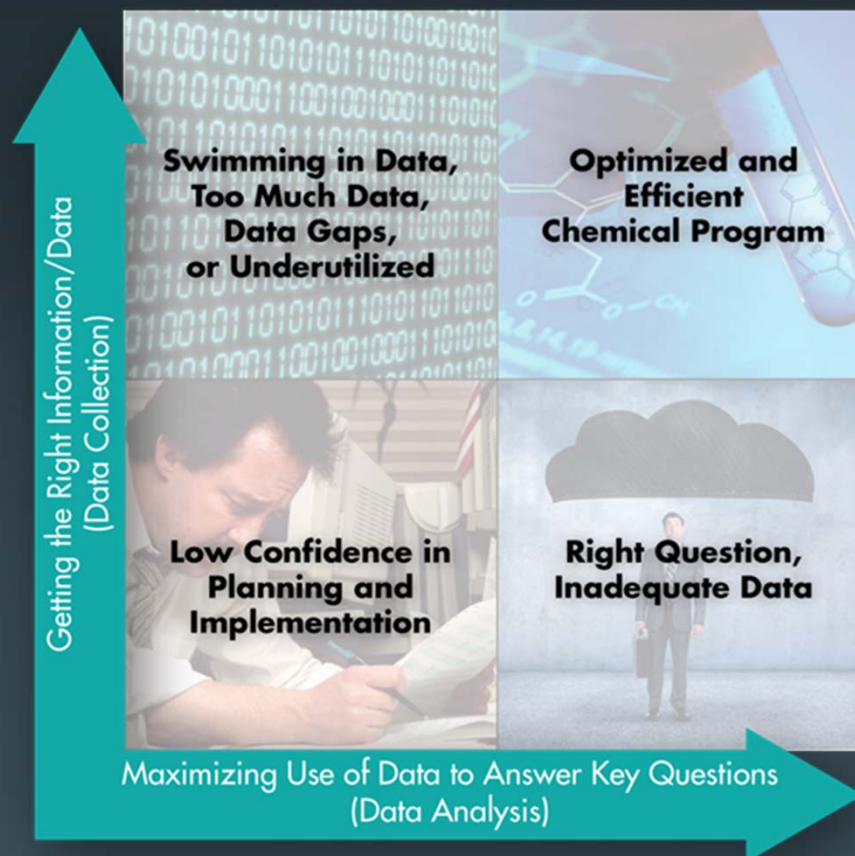 Getting the Right Information/Data
(Data Collection)
Swimming in Data,
Too Much Data,
Data Gaps,
or Underutilized
Optimized and
Efficient
Chemical Program
Low Confidence in
Planning and
Implementation
Right Question,
Inadequate Data
Maximizing Use of Data to Answer Key Questions
(Data Analysis)